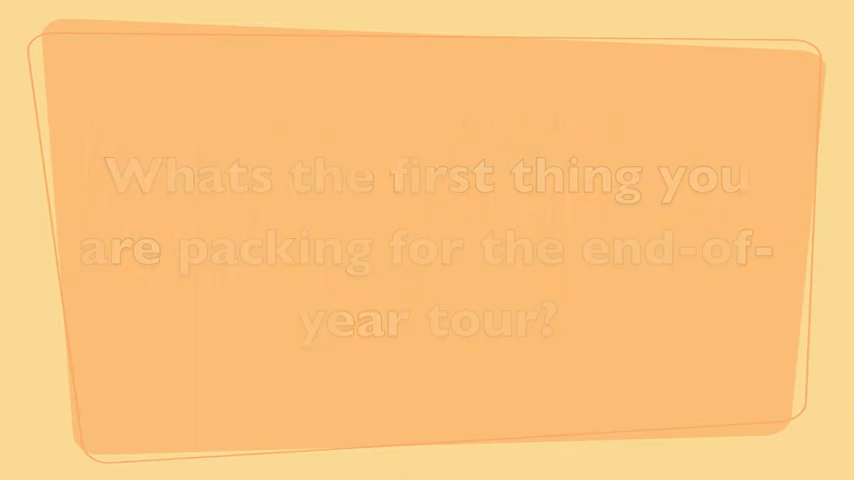 Whats the first thing you
are packing for the end-of-
year tour?